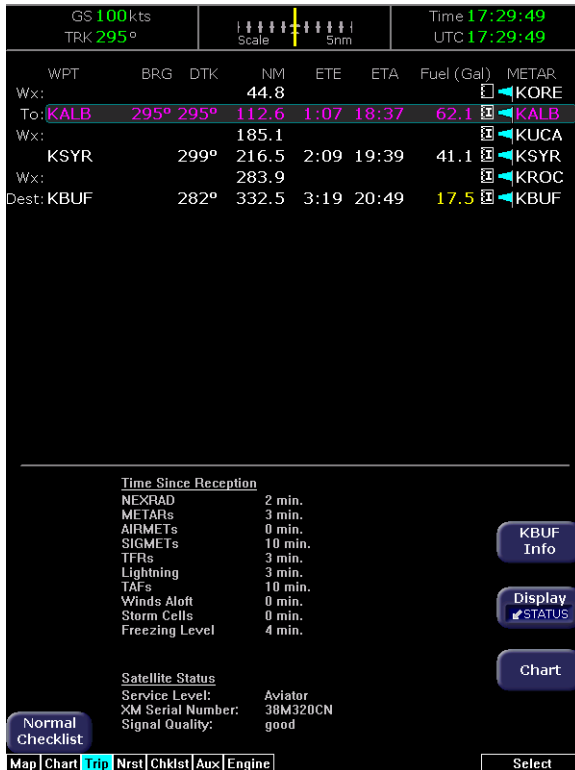 GS 100kts
TRK 295º
Scale 5nm
Time 17:29:49
UTC 17:29:49
WPT BRG DTK NM ETE ETA Fuel (Gal) METAR
Wx: 44.8 KORE
To: KALB 295º 295º 112.6 1:07 18:37 62.1 KALB
Wx: 185.1 KUCA
KSYR 299º 216.5 2:09 19:39 41.1 KSYR
Wx: 283.9 KROC
Dest: KBUF 282º 332.5 3:19 20:49 17.5 KBUF
Time Since Reception
NEXRAD 2 min.
METARs 3 min.
AIRMETs 0 min.
SIGMETs 10 min.
TFRs 3 min.
Lightning 3 min.
TAFs 10 min.
Winds Aloft 0 min.
Storm Cells 0 min.
Freezing Level 4 min.
KBUF
Info
Display
STATUS
Chart
Satellite Status
Service Level: Aviator
XM Serial Number: 38M320CN
Signal Quality: good
Normal
Checklist
Map Chart Trip Nrst Chklst Aux Engine Select